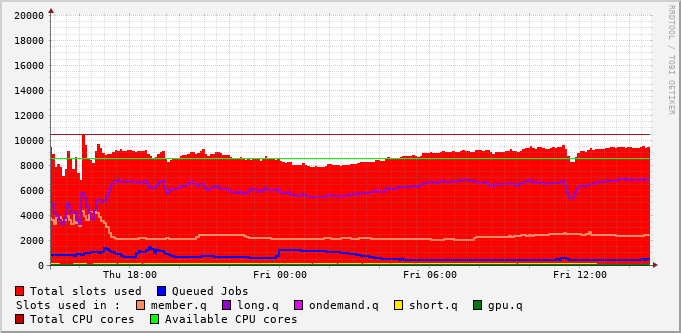 RRDTOOL / TOBI OETIKER
20000
18000
16000
14000
12000
10000
8000
6000
4000
2000
0
Thu 18:00 Fri 00:00 Fri 06:00 Fri 12:00
Total slots used Queued Jobs
Slots used in : member.q long.q ondemand.q short.q gpu.q
Total CPU cores Available CPU cores